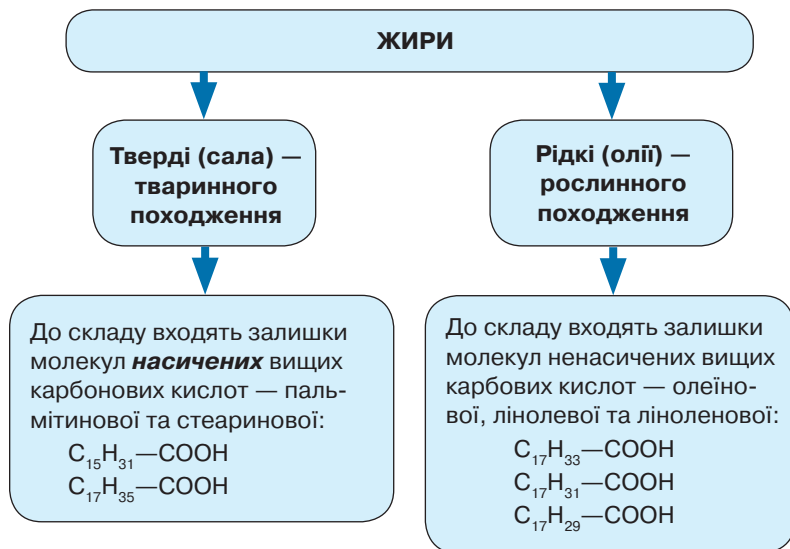 ЖИРИ
Тверді (сала) —
тваринного
походження
До складу входять залишки
молекул насичених вищих
карбонових кислот — паль-
мітинової та стеаринової:
C₁₅H₃₁—COOH
C₁₇H₃₅—COOH
Рідкі (олії) —
рослинного
походження
До складу входять залишки
молекул ненасичених вищих
карбових кислот — олеїно-
вої, лінолевої та ліноленової:
C₁₇H₃₃—COOH
C₁₇H₃₁—COOH
C₁₇H₂₉—COOH